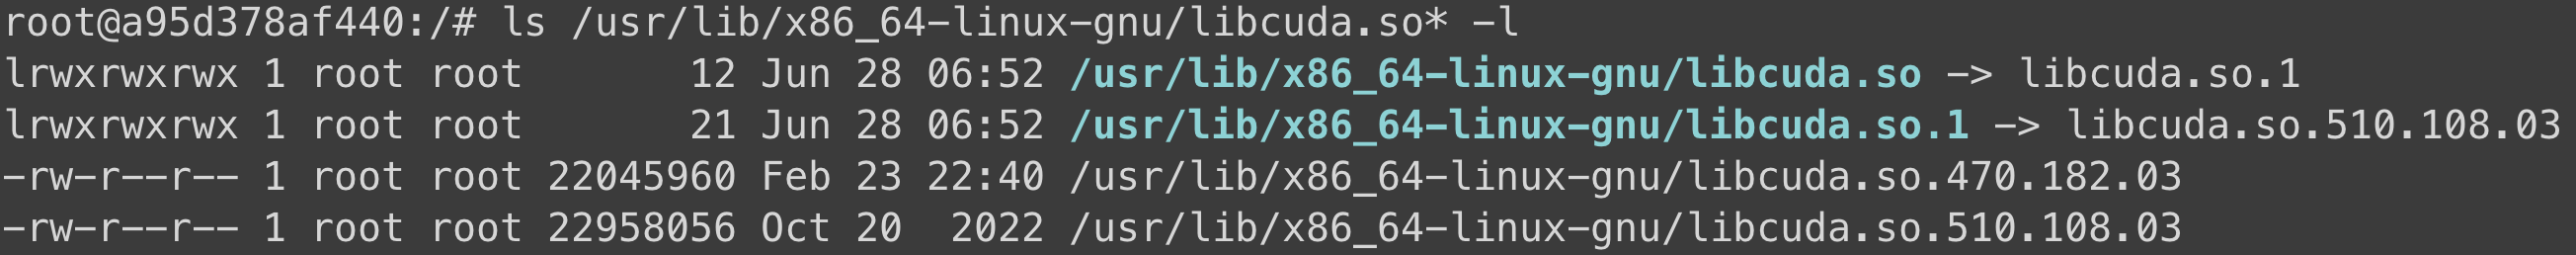 root@a95d378af440:/# ls /usr/lib/x86_64-linux-gnu/libcuda.so* -l
lrwxrwxrwx 1 root root       12 Jun 28 06:52 /usr/lib/x86_64-linux-gnu/libcuda.so -> libcuda.so.1
lrwxrwxrwx 1 root root       21 Jun 28 06:52 /usr/lib/x86_64-linux-gnu/libcuda.so.1 -> libcuda.so.510.108.03
-rw-r--r-- 1 root root 22045960 Feb 23 22:40 /usr/lib/x86_64-linux-gnu/libcuda.so.470.182.03
-rw-r--r-- 1 root root 22958056 Oct 20  2022 /usr/lib/x86_64-linux-gnu/libcuda.so.510.108.03